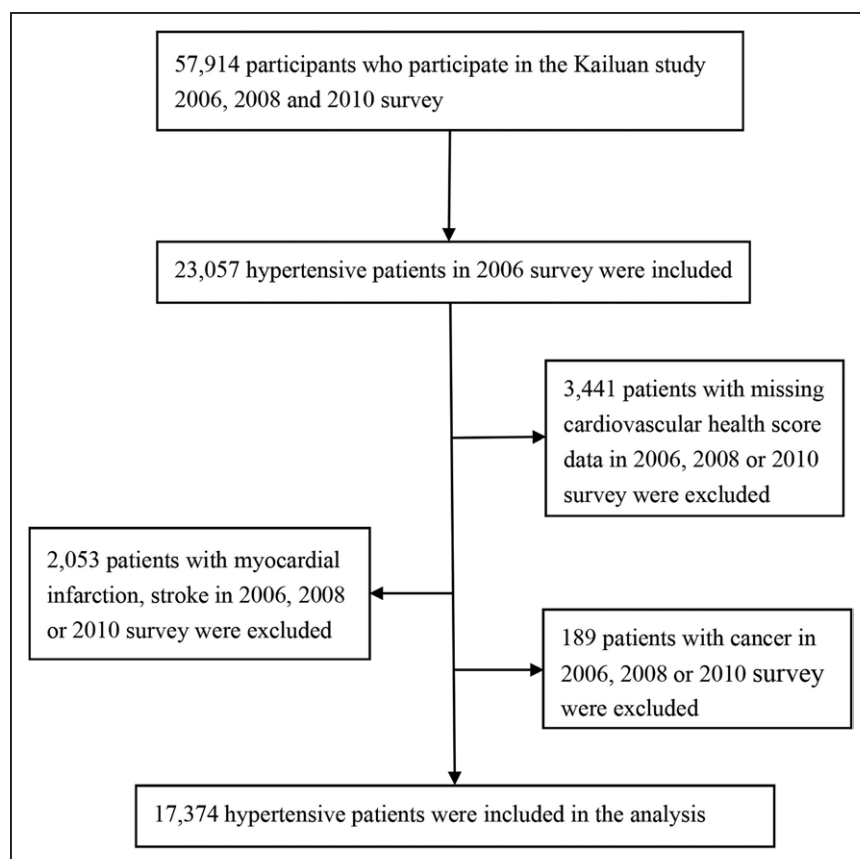 57,914 participants who participate in the Kailuan study
2006, 2008 and 2010 survey
23,057 hypertensive patients in 2006 survey were included
3,441 patients with missing
cardiovascular health score
data in 2006, 2008 or 2010
survey were excluded
2,053 patients with myocardial
infarction, stroke in 2006, 2008
or 2010 survey were excluded
189 patients with cancer in
2006, 2008 or 2010 survey
were excluded
17,374 hypertensive patients were included in the analysis